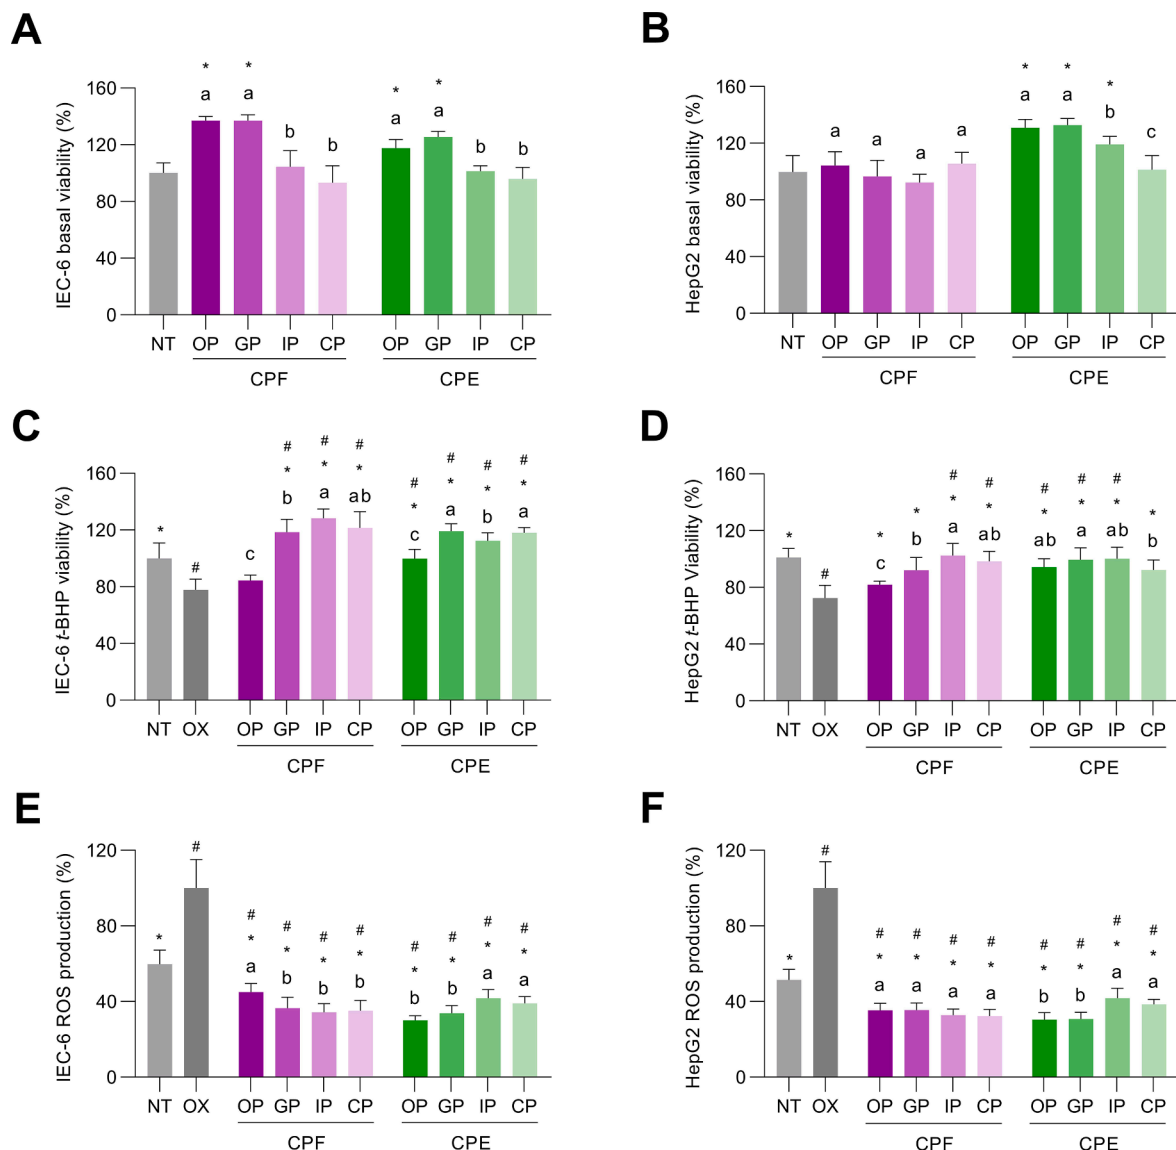 A
IEC-6 basal viability (%)
160
120
80
40
0
* * * *
a a b b a a b b
NT OP GP IP CP OP GP IP CP
CPF CPE
B
HepG2 basal viability (%)
160
120
80
40
0
* * *
a a a a a a b c
NT OP GP IP CP OP GP IP CP
CPF CPE
C
IEC-6 t-BHP Viability (%)
160
120
80
40
0
# # # # # # #
* * * * * * * *
# c b a ab c a b a
NT OX OP GP IP CP OP GP IP CP
CPF CPE
D
HepG2 t-BHP Viability (%)
160
120
80
40
0
# # # # #
* * * * * * * * *
# c b a ab ab a ab b
NT OX OP GP IP CP OP GP IP CP
CPF CPE
E
IEC-6 ROS production (%)
120
80
40
0
#
# # # # # # # #
* * * * * * * * *
a b b b b b a a
NT OX OP GP IP CP OP GP IP CP
CPF CPE
F
HepG2 ROS production (%)
120
80
40
0
#
# # # # # # # #
* * * * * * * * *
a a a a b b a a
NT OX OP GP IP CP OP GP IP CP
CPF CPE